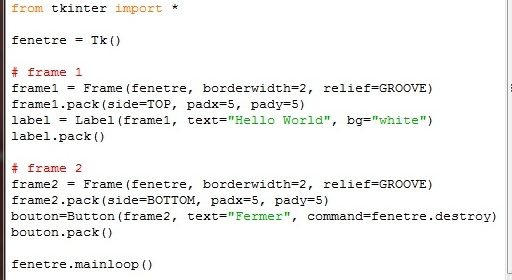 from tkinter import *
fenetre = Tk()
# frame 1
frame1 = Frame(fenetre, borderwidth=2, relief=GROOVE)
frame1.pack(side=TOP, padx=5, pady=5)
label = Label(frame1, text="Hello World", bg="white")
label.pack()
# frame 2
frame2 = Frame(fenetre, borderwidth=2, relief=GROOVE)
frame2.pack(side=BOTTOM, padx=5, pady=5)
bouton=Button(frame2, text="Fermer", command=fenetre.destroy)
bouton.pack()
fenetre.mainloop()